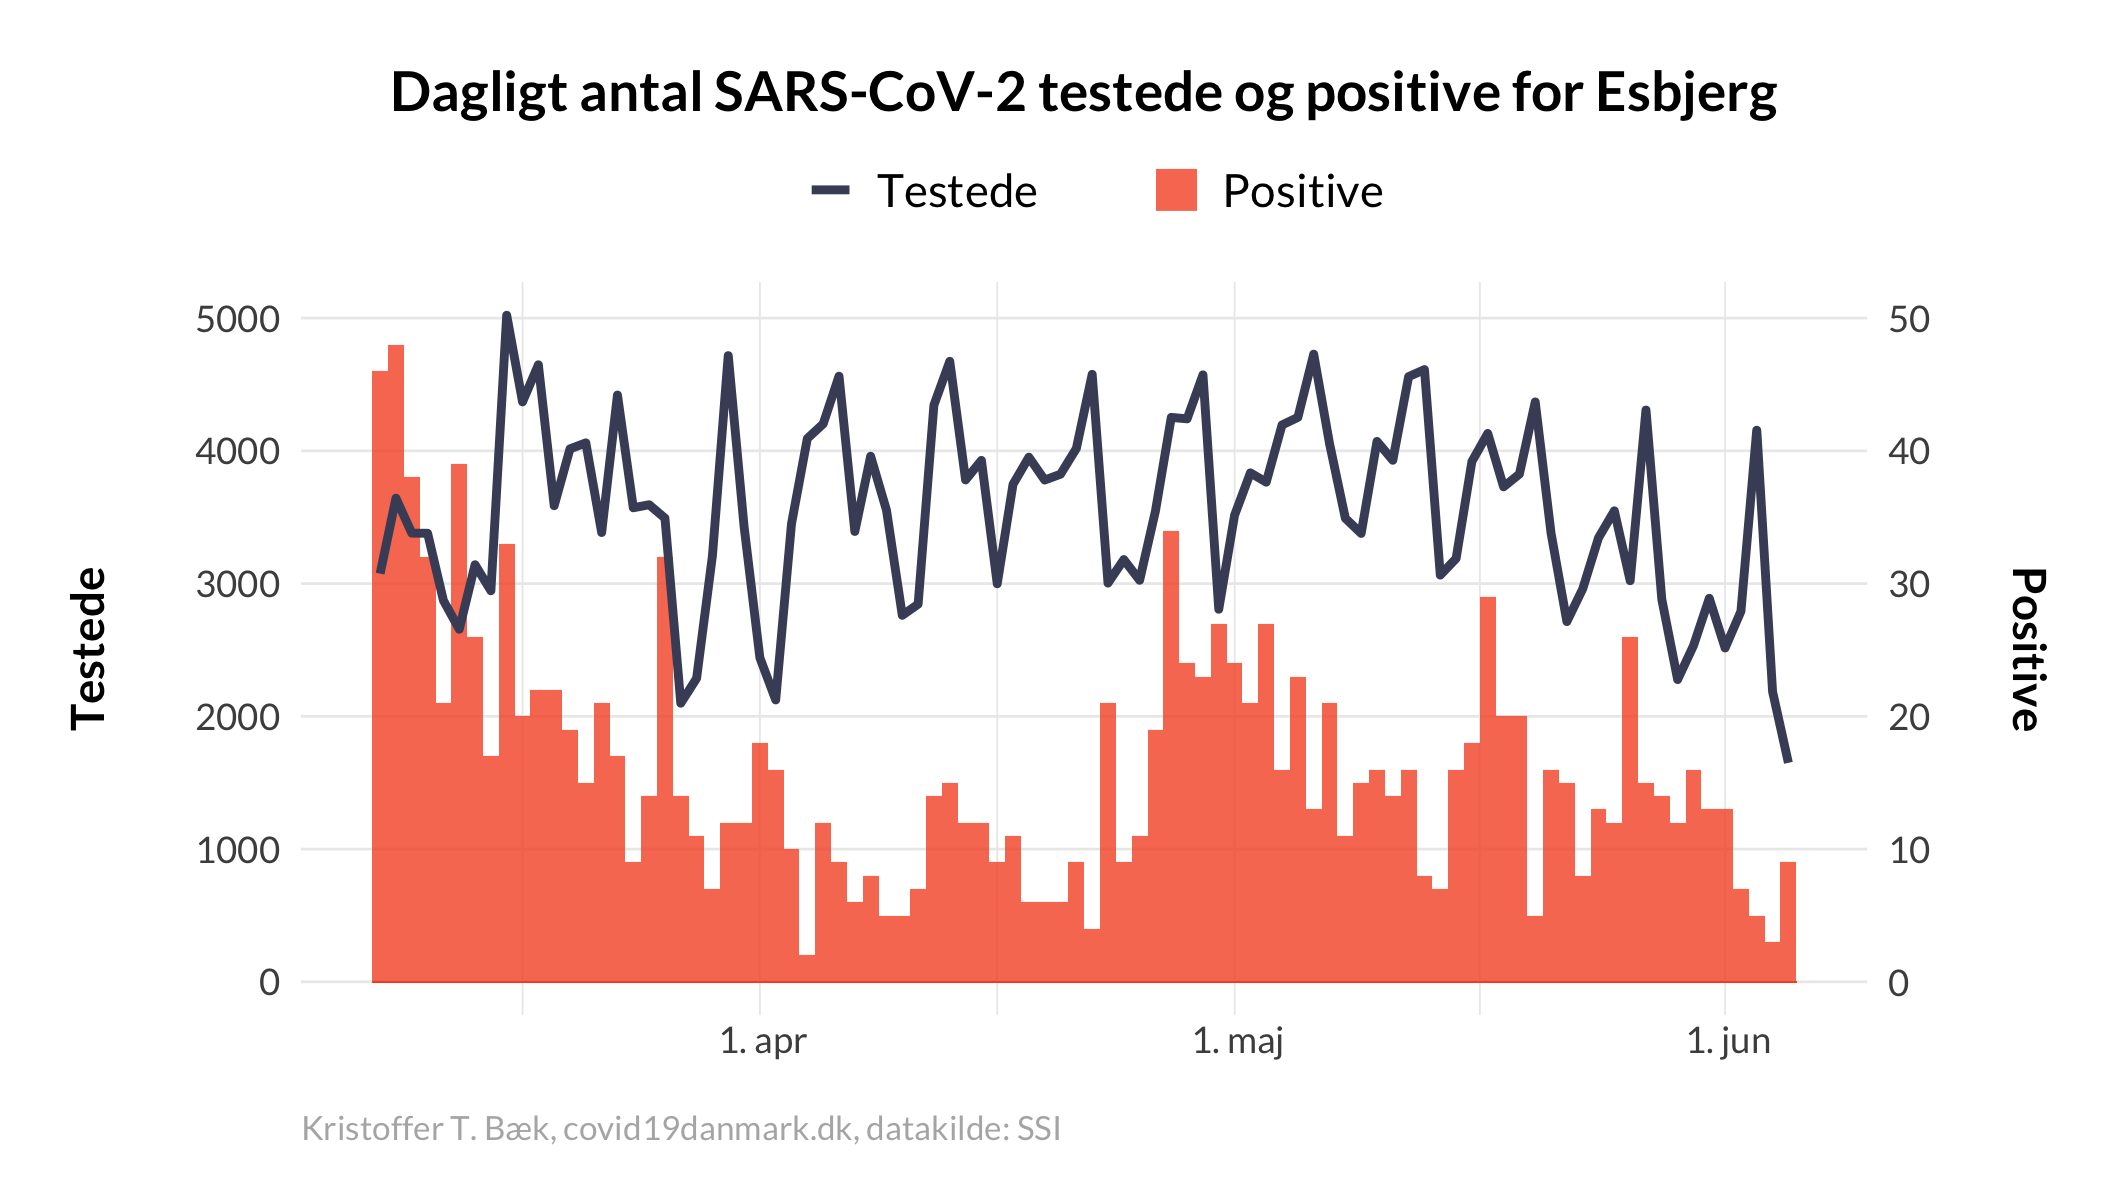 Dagligt antal SARS-CoV-2 testede og positive for Esbjerg
Testede
Positive
5000
4000
3000
2000
1000
0
Testede
50
40
30
20
10
0
Positive
1. apr
1. maj
1. jun
Kristoffer T. Bæk, covid19danmark.dk, datakilde: SSI